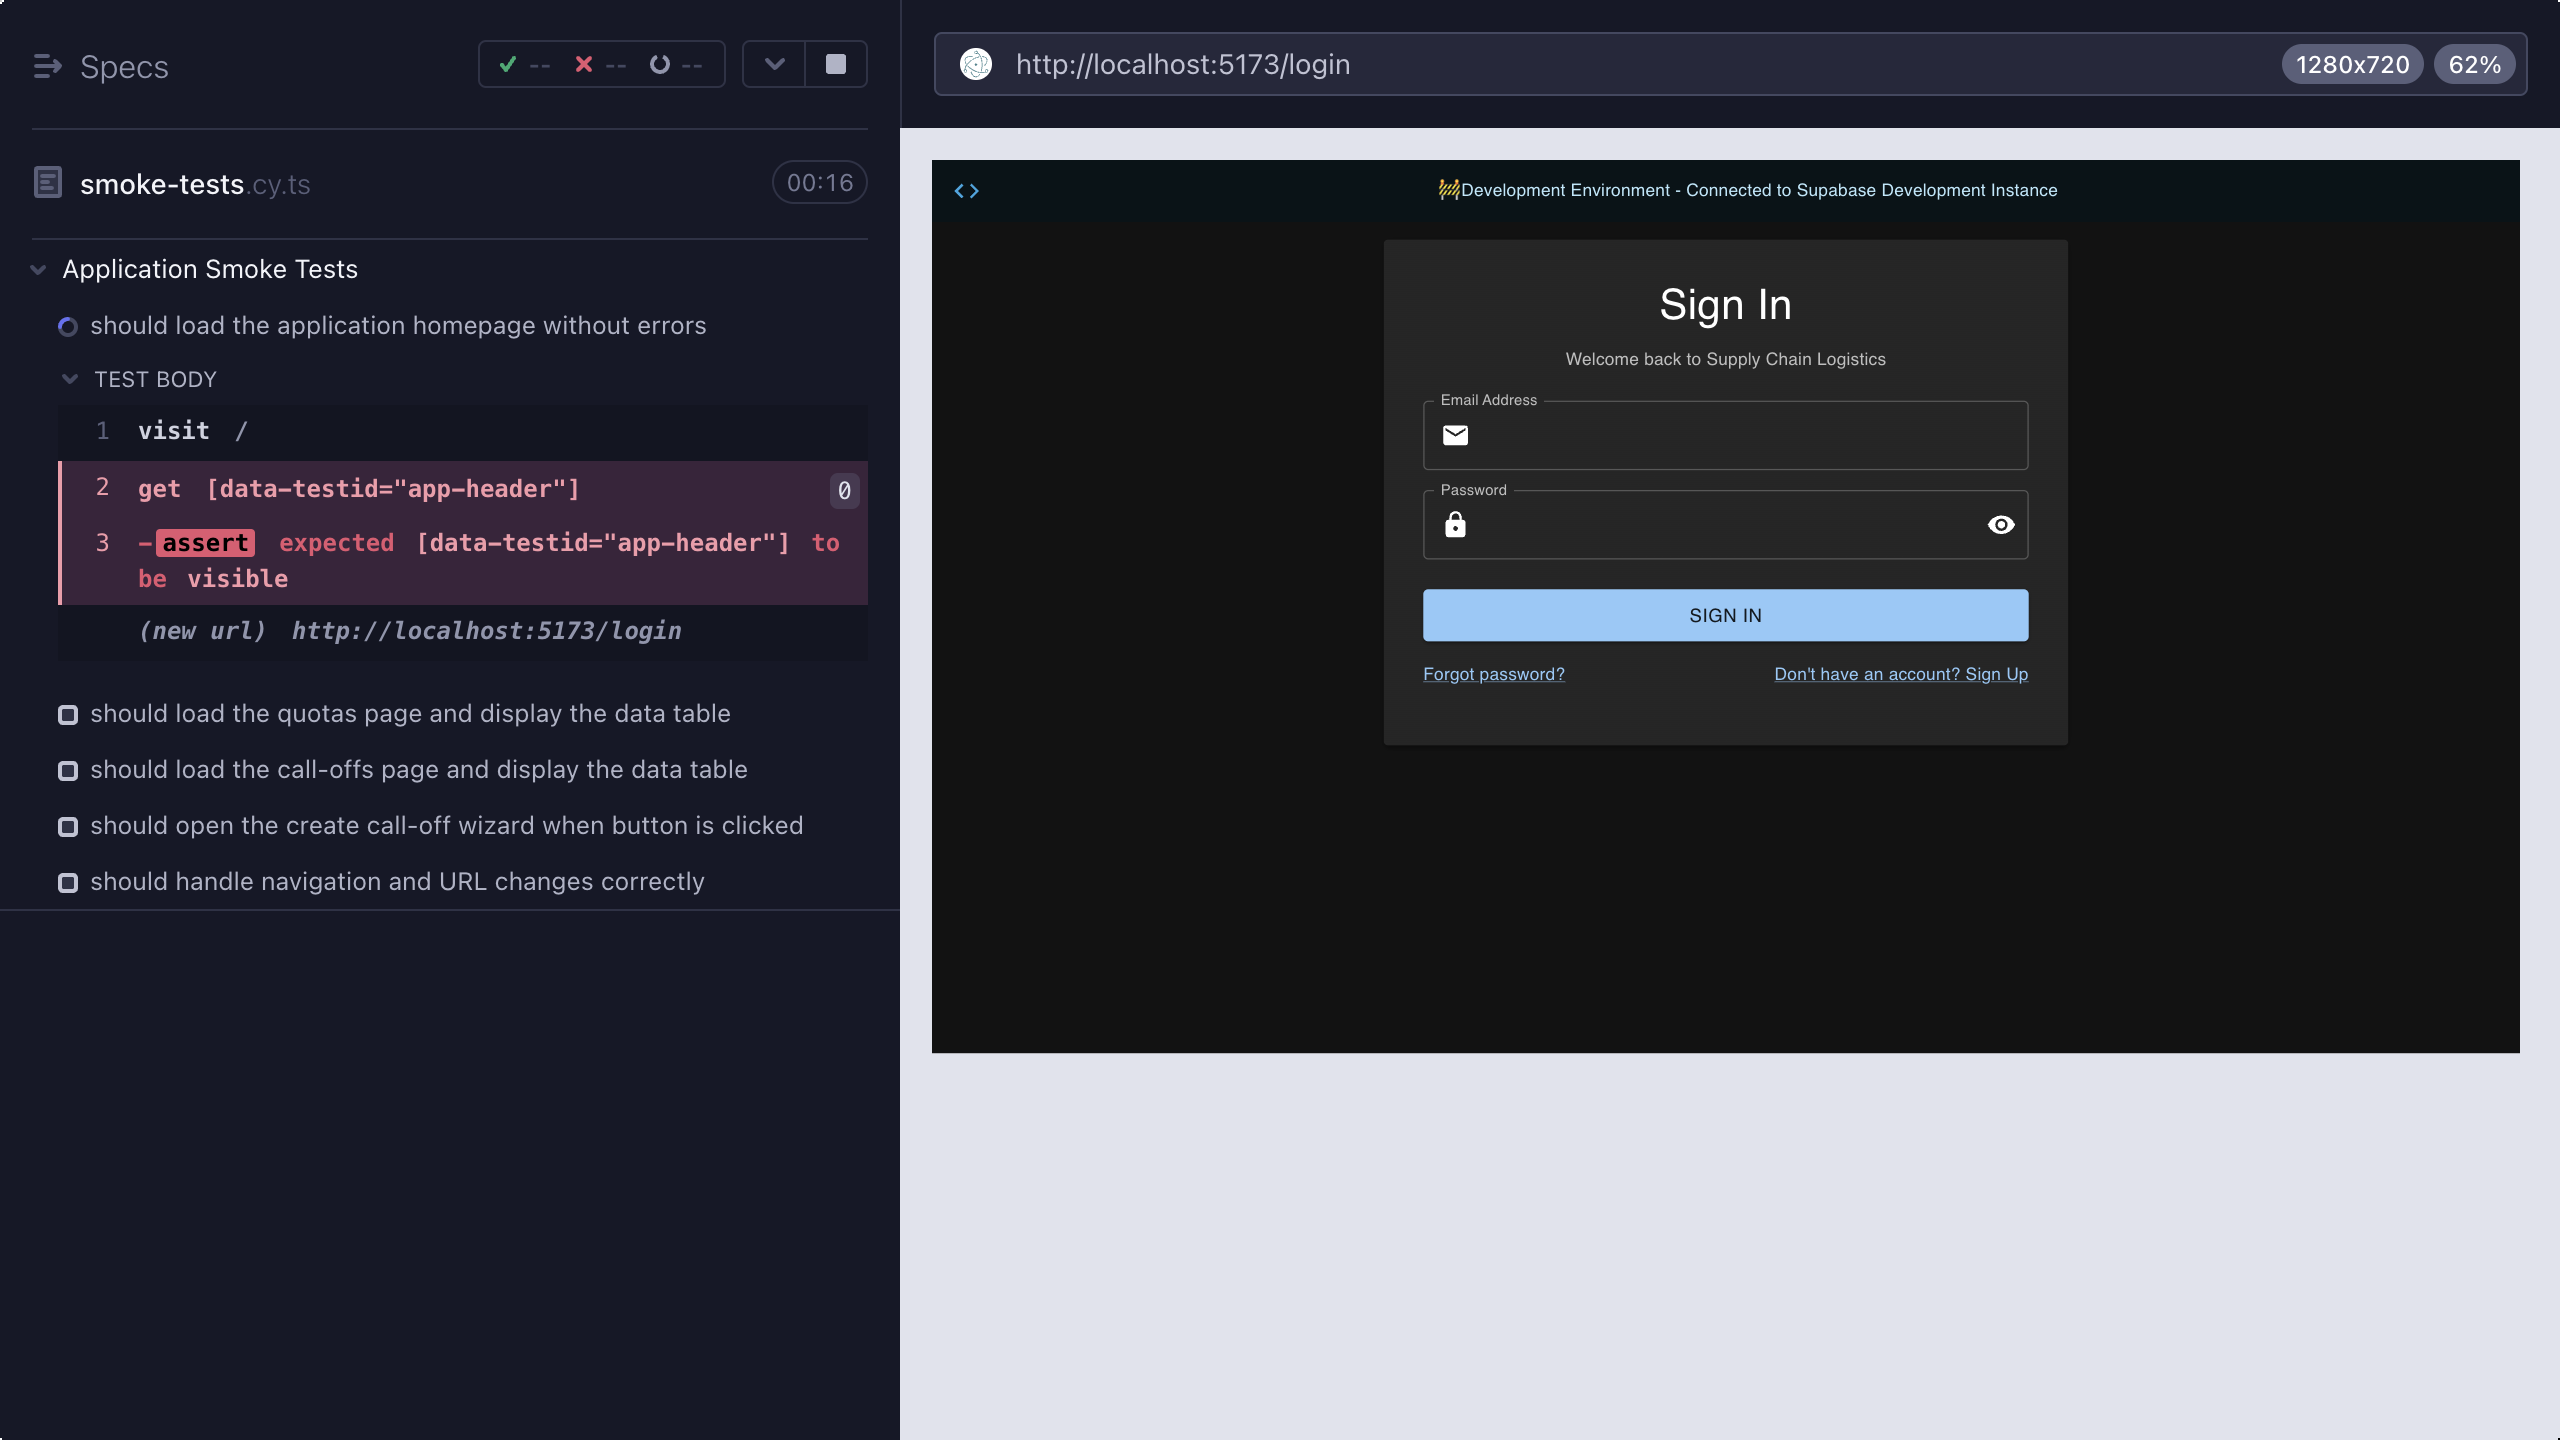 Specs
-- -- --
smoke-tests.cy.ts
00:16
Application Smoke Tests
should load the application homepage without errors
TEST BODY
1 visit /
2 get [data-testid="app-header"] 0
3 -assert expected [data-testid="app-header"] to
be visible
(new url) http://localhost:5173/login
should load the quotas page and display the data table
should load the call-offs page and display the data table
should open the create call-off wizard when button is clicked
should handle navigation and URL changes correctly
http://localhost:5173/login
1280x720 62%
🚧Development Environment - Connected to Supabase Development Instance
Sign In
Welcome back to Supply Chain Logistics
Email Address
Password
SIGN IN
Forgot password?
Don't have an account? Sign Up